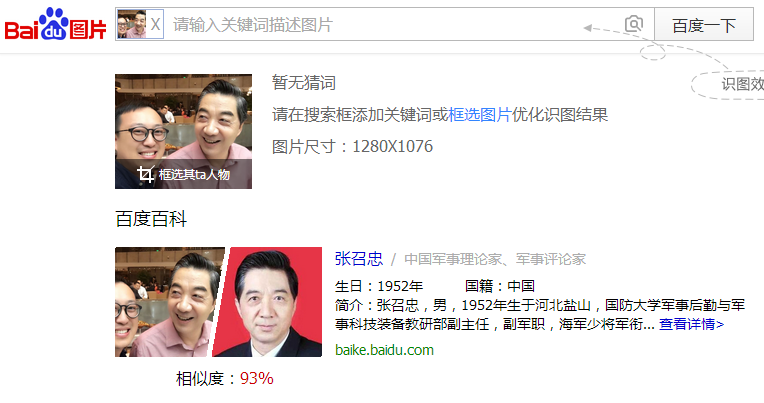 Bai du 图片
X 请输入关键词描述图片
百度一下
识图效
暂无猜词
请在搜索框添加关键词或框选图片优化识图结果
图片尺寸：1280X1076
框选其ta人物
百度百科
张召忠 / 中国军事理论家、军事评论家
生日：1952年 国籍：中国
简介：张召忠，男，1952年生于河北盐山，国防大学军事后勤与军
事科技装备教研部副主任，副军职，海军少将军衔... 查看详情>
baike.baidu.com
相似度：93%